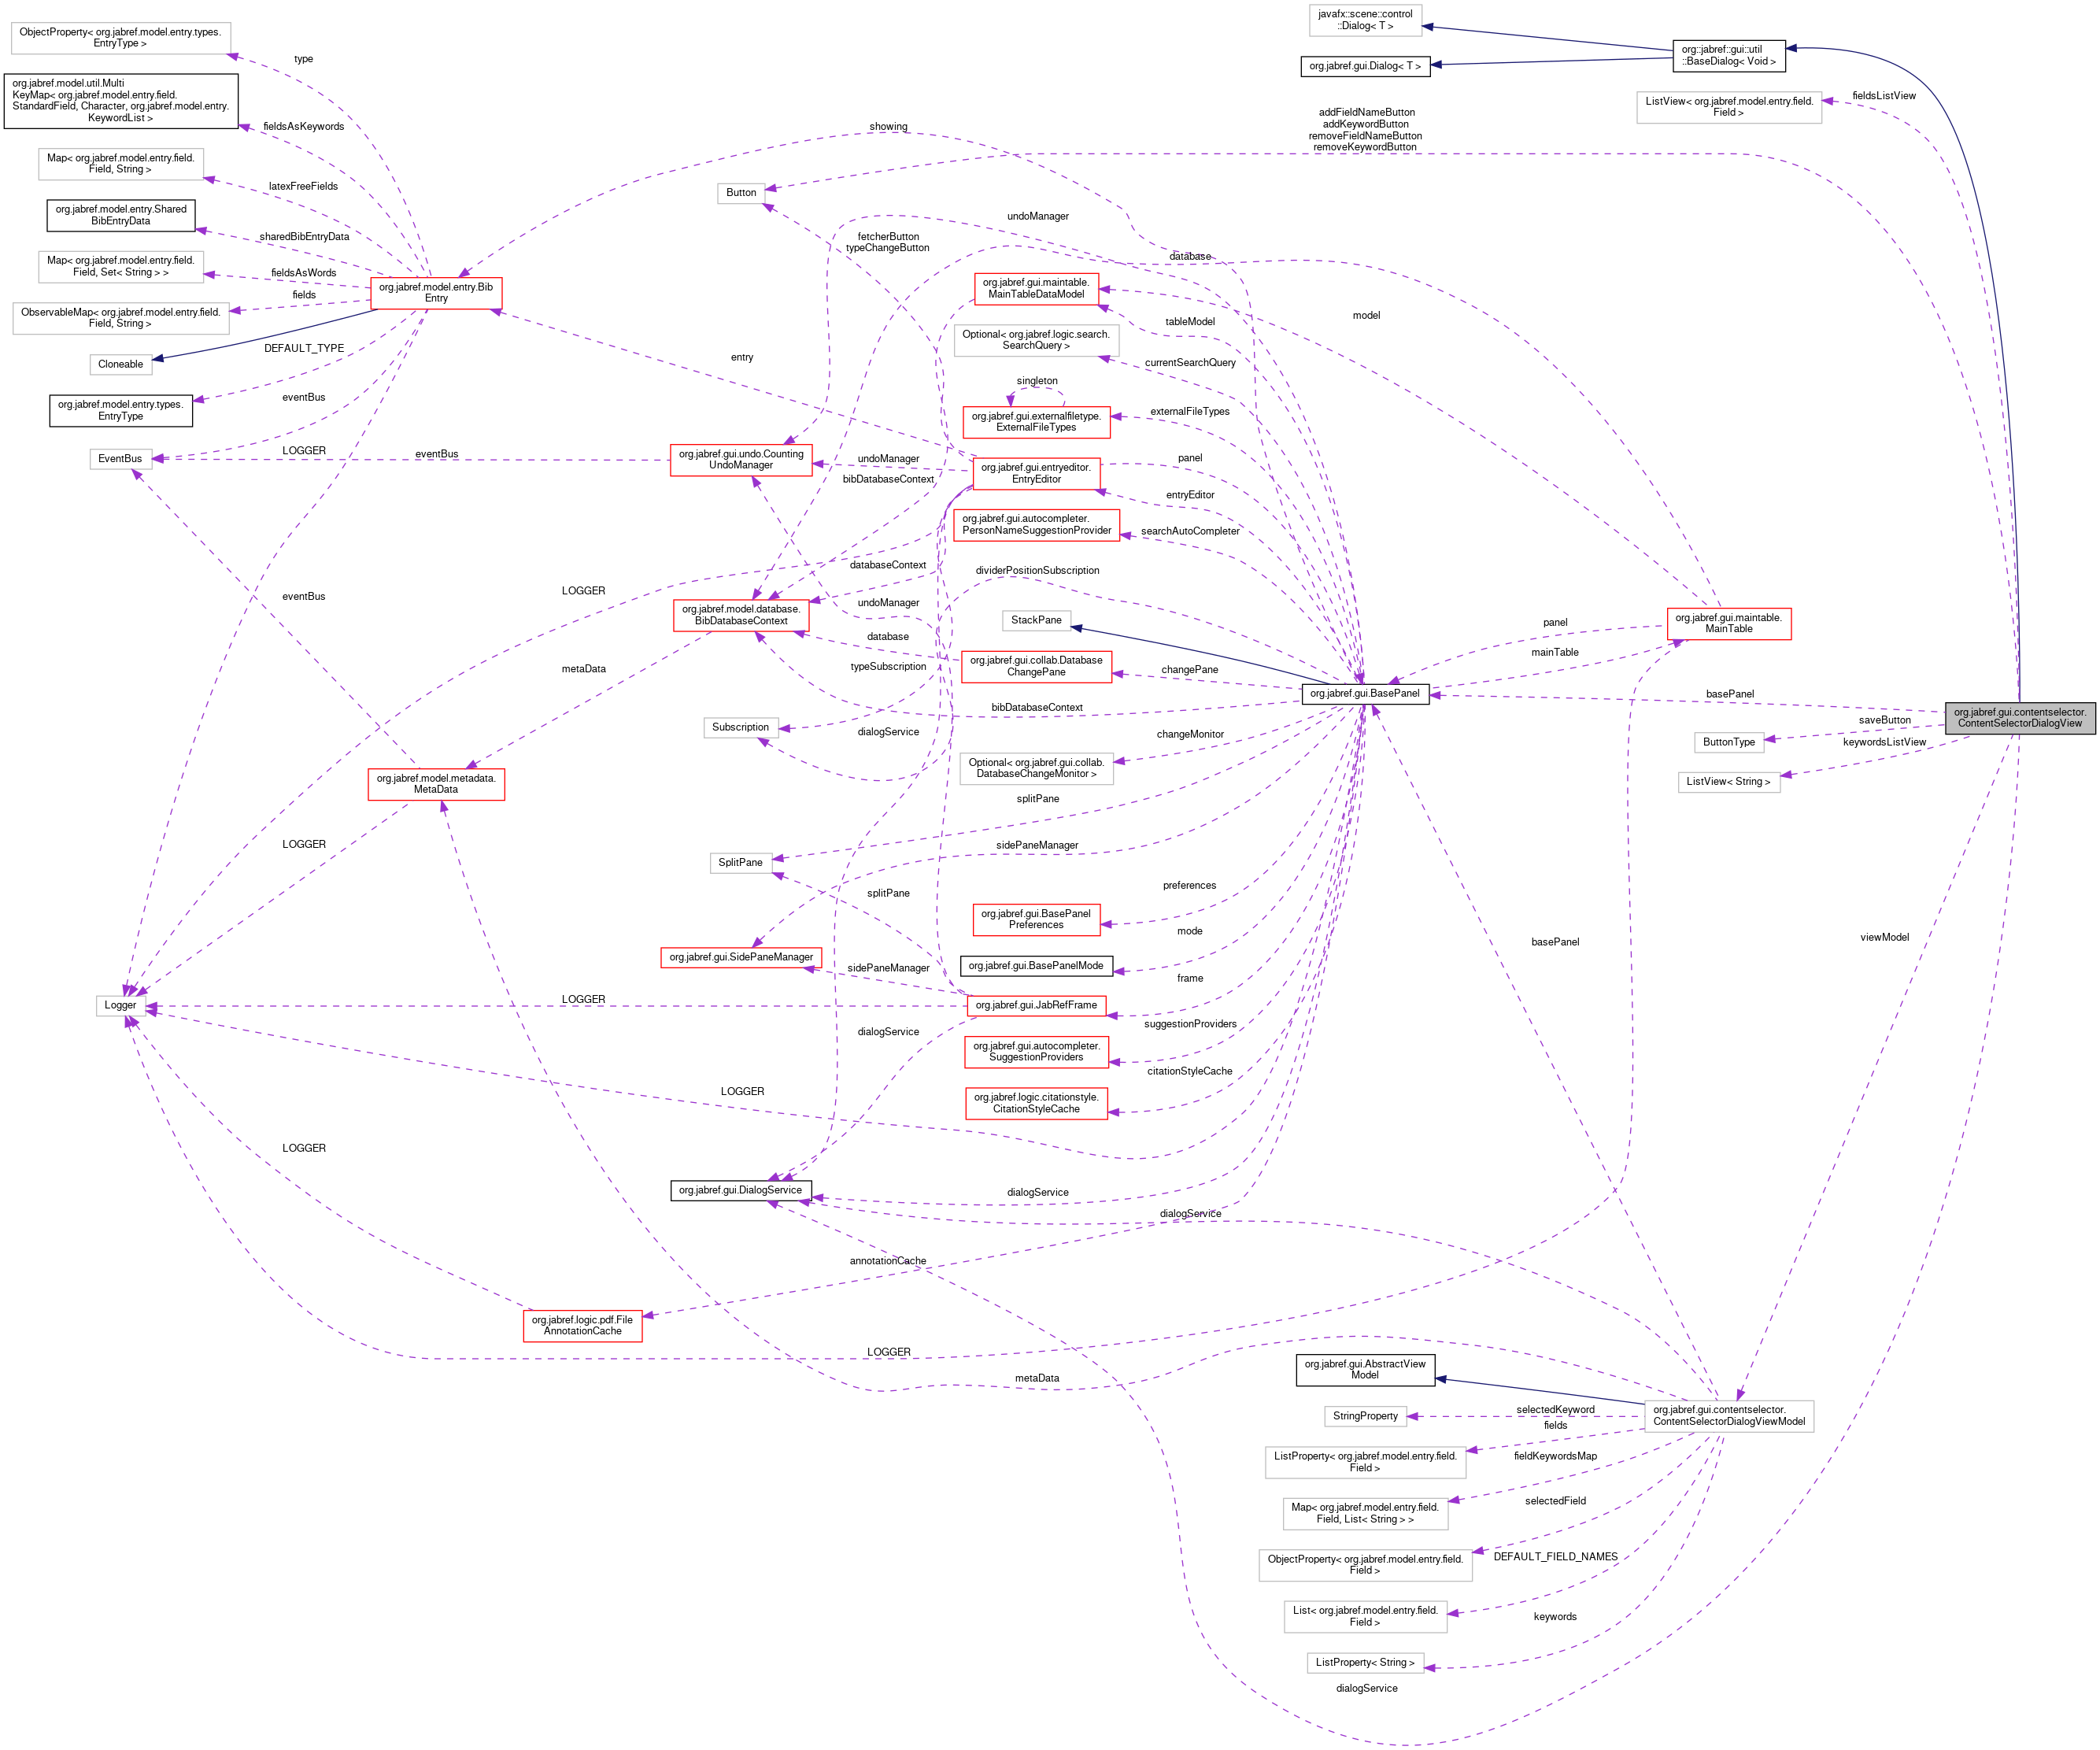 ObjectProperty< org.jabref.model.entry.types.
EntryType >
org.jabref.model.util.Multi
KeyMap< org.jabref.model.entry.field.
StandardField, Character, org.jabref.model.entry.
KeywordList >
Map< org.jabref.model.entry.field.
Field, String >
org.jabref.model.entry.Shared
BibEntryData
Map< org.jabref.model.entry.field.
Field, Set< String > >
ObservableMap< org.jabref.model.entry.field.
Field, String >
Cloneable
org.jabref.model.entry.types.
EntryType
EventBus
Logger
type
fieldsAsKeywords
latexFreeFields
sharedBibEntryData
fieldsAsWords
fields
DEFAULT_TYPE
eventBus
LOGGER
eventBus
LOGGER
LOGGER
org.jabref.model.entry.Bib
Entry
eventBus
org.jabref.model.metadata.
MetaData
metaData
LOGGER
org.jabref.logic.pdf.File
AnnotationCache
Button
org.jabref.gui.undo.Counting
UndoManager
org.jabref.model.database.
BibDatabaseContext
Subscription
SplitPane
org.jabref.gui.SidePaneManager
LOGGER
LOGGER
org.jabref.gui.DialogService
showing
fetcherButton
typeChangeButton
entry
undoManager
bibDatabaseContext
databaseContext
undoManager
database
typeSubscription
dialogService
splitPane
sidePaneManager
dialogService
annotationCache
LOGGER
undoManager
org.jabref.gui.maintable.
MainTableDataModel
Optional< org.jabref.logic.search.
SearchQuery >
singleton
org.jabref.gui.externalfiletype.
ExternalFileTypes
org.jabref.gui.entryeditor.
EntryEditor
org.jabref.gui.autocompleter.
PersonNameSuggestionProvider
dividerPositionSubscription
StackPane
org.jabref.gui.collab.Database
ChangePane
bibDatabaseContext
Optional< org.jabref.gui.collab.
DatabaseChangeMonitor >
splitPane
sidePaneManager
org.jabref.gui.BasePanel
Preferences
org.jabref.gui.BasePanelMode
org.jabref.gui.JabRefFrame
org.jabref.gui.autocompleter.
SuggestionProviders
org.jabref.logic.citationstyle.
CitationStyleCache
dialogService
metaData
database
tableModel
currentSearchQuery
externalFileTypes
panel
entryEditor
searchAutoCompleter
changePane
changeMonitor
preferences
mode
frame
suggestionProviders
citationStyleCache
dialogService
javafx::scene::control
::Dialog< T >
org.jabref.gui.Dialog< T >
addFieldNameButton
addKeywordButton
removeFieldNameButton
removeKeywordButton
model
org.jabref.gui.BasePanel
org.jabref.gui.AbstractView
Model
StringProperty
ListProperty< org.jabref.model.entry.field.
Field >
Map< org.jabref.model.entry.field.
Field, List< String > >
ObjectProperty< org.jabref.model.entry.field.
Field >
List< org.jabref.model.entry.field.
Field >
ListProperty< String >
dialogService
panel
mainTable
basePanel
selectedKeyword
fields
fieldKeywordsMap
selectedField
DEFAULT_FIELD_NAMES
keywords
org::jabref::gui::util
::BaseDialog< Void >
ListView< org.jabref.model.entry.field.
Field >
org.jabref.gui.maintable.
MainTable
basePanel
ButtonType
ListView< String >
org.jabref.gui.contentselector.
ContentSelectorDialogViewModel
fieldsListView
saveButton
keywordsListView
viewModel
org.jabref.gui.contentselector.
ContentSelectorDialogView